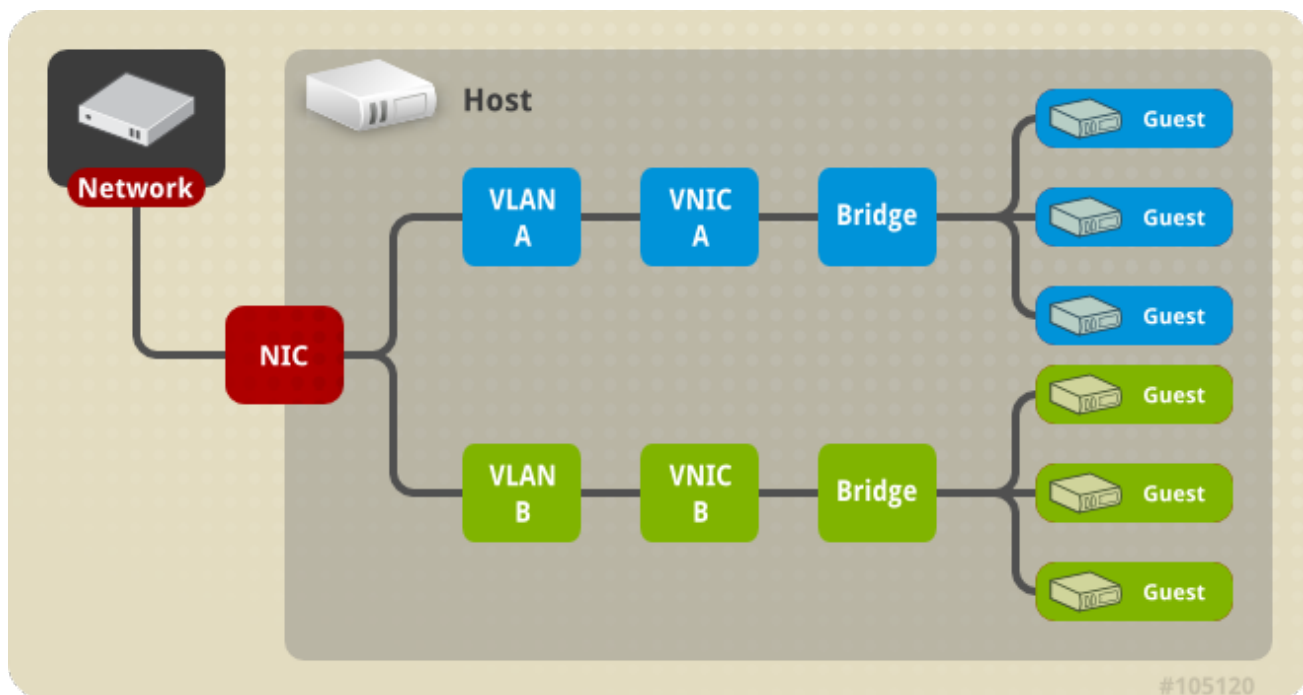 Host
Network
Guest
VLAN
A
VNIC
A
Bridge
Guest
Guest
NIC
Guest
VLAN
B
VNIC
B
Bridge
Guest
Guest
#105120